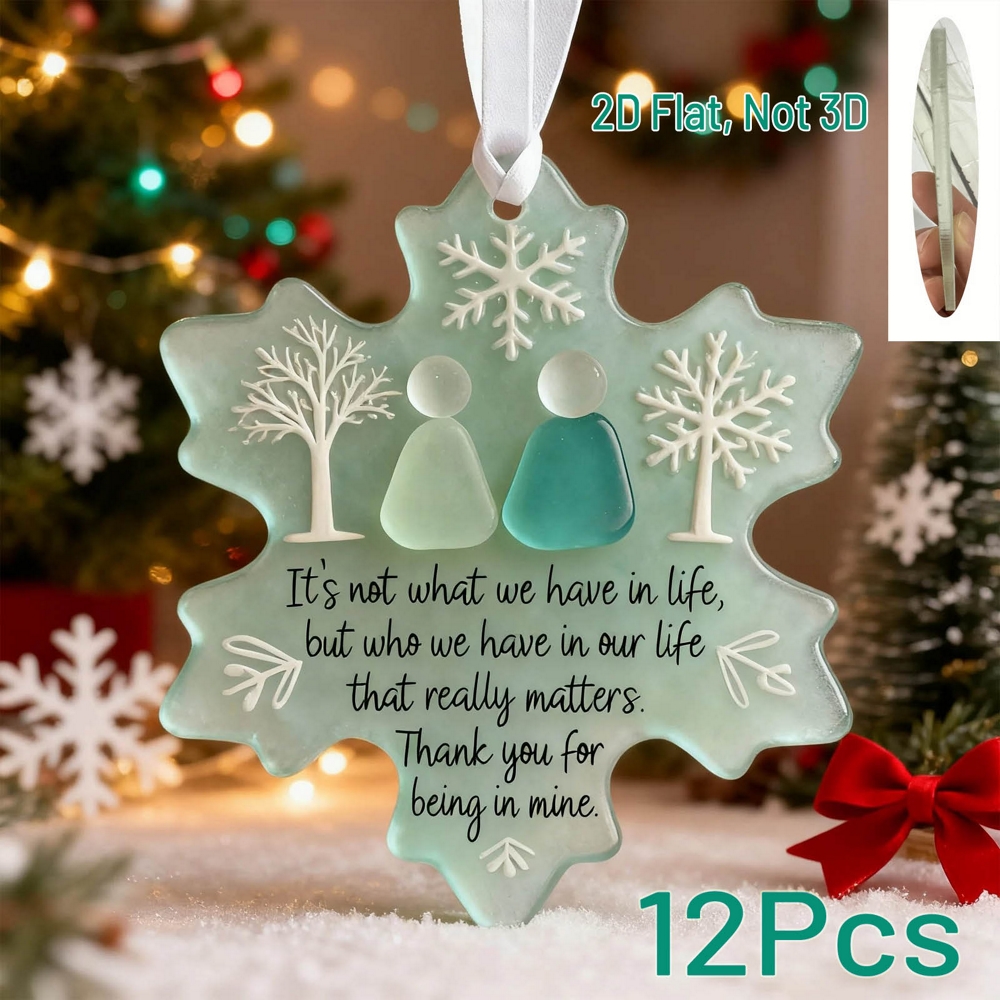 2D Flat, Not 3D
It's not what we have in life,
but who we have in our life
that really matters.
Thank you for
being in mine.
12Pcs